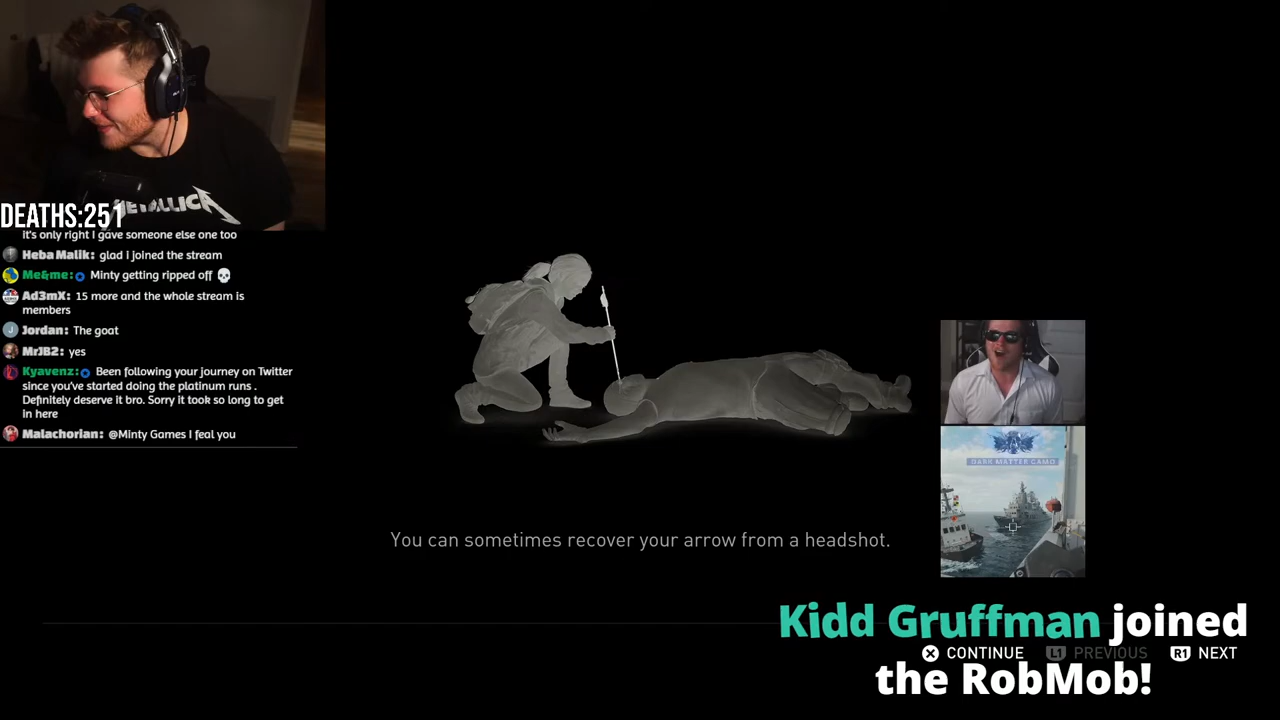 METALLICA
DEATHS:251
it's only right I gave someone else one too
Heba Malik: glad i joined the stream
Me&me: Minty getting ripped off 💀
Ad3mX: 15 more and the whole stream is
members
J Jordan: The goat
MrJB2: yes
Kyavenz: Been following your journey on Twitter
since you've started doing the platinum runs .
Definitely deserve it bro. Sorry it took so long to get
in here
Malachorian: @Minty Games I feal you
DARK MATTER CAMO
You can sometimes recover your arrow from a headshot.
Kidd Gruffman joined
the RobMob!
X CONTINUE L1 PREVIOUS R1 NEXT